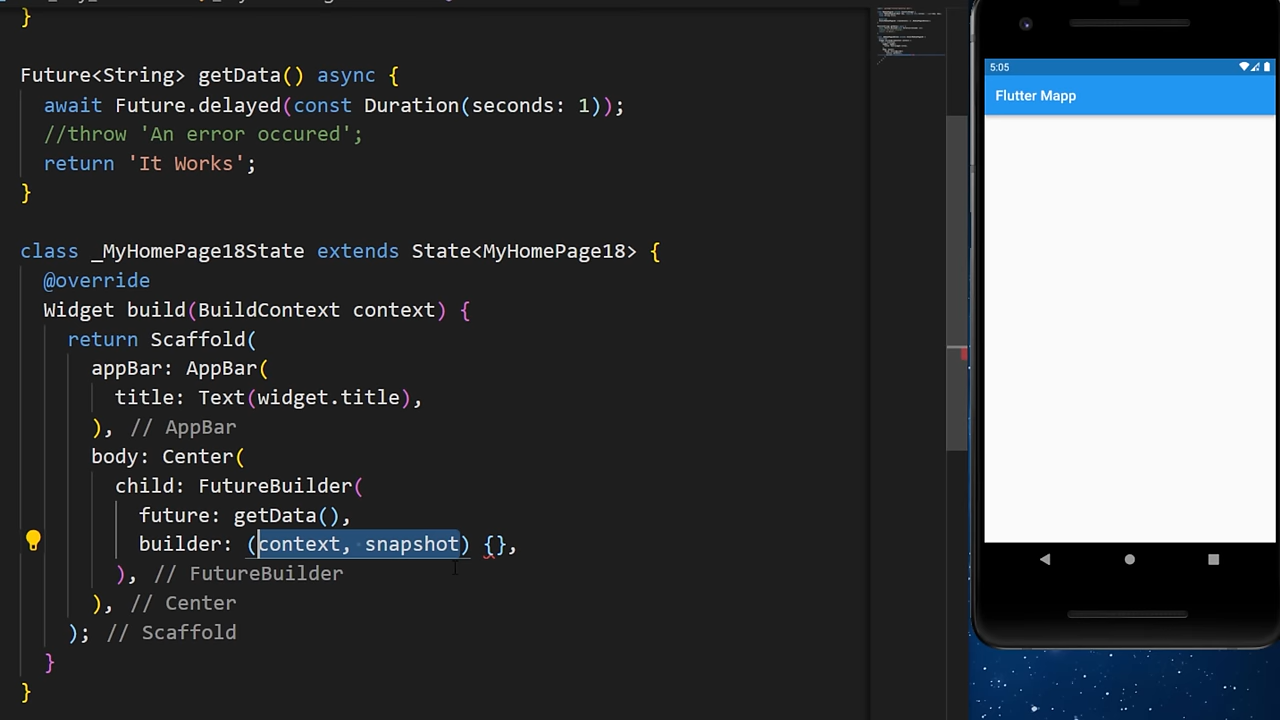 }
Future<String> getData() async {
await Future.delayed(const Duration(seconds: 1));
//throw 'An error occured';
return 'It Works';
}
class _MyHomePage18State extends State<MyHomePage18> {
@override
Widget build(BuildContext context) {
return Scaffold(
appBar: AppBar(
title: Text(widget.title),
), // AppBar
body: Center(
child: FutureBuilder(
future: getData(),
builder: (context, snapshot) {},
), // FutureBuilder
), // Center
); // Scaffold
}
}
5:05
Flutter Mapp